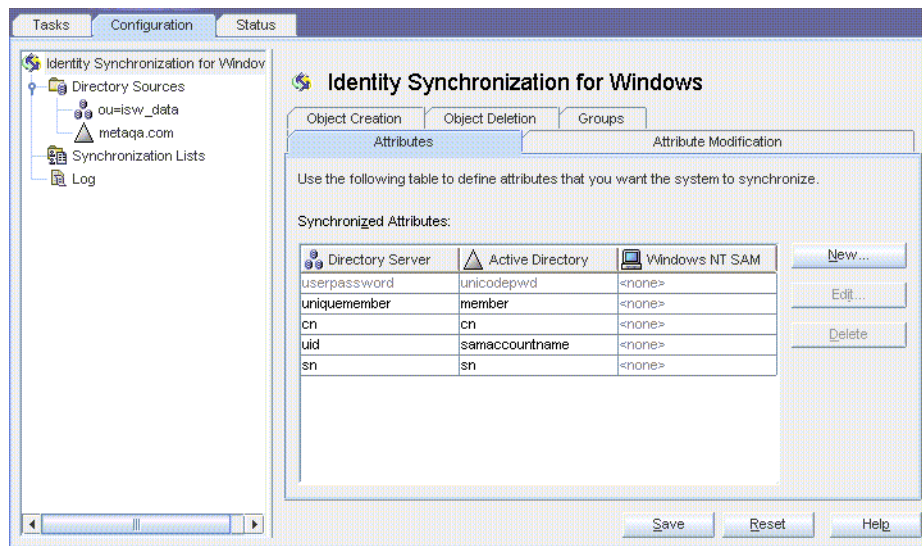 Tasks Configuration Status
Identity Synchronization for Windov
Directory Sources
ou=isw_data
metaqa.com
Synchronization Lists
Log
Identity Synchronization for Windows
Object Creation Object Deletion Groups
Attributes Attribute Modification
Use the following table to define attributes that you want the system to synchronize.
Synchronized Attributes:
Directory Server Active Directory Windows NT SAM
userpassword unicodepwd <none>
uniquemember member <none>
cn cn <none>
uid samaccountname <none>
sn sn <none>
New...
Edit...
Delete
Save Reset Help